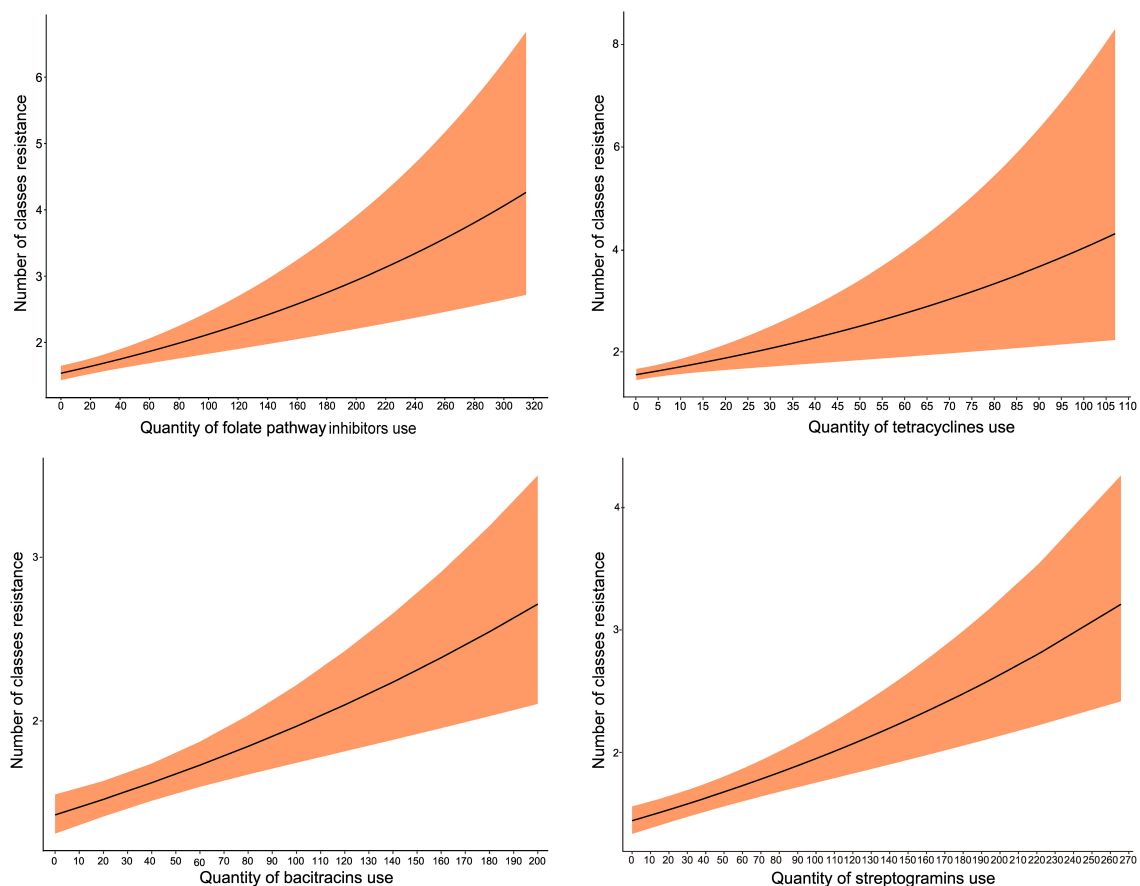 Number of classes resistance
6
5
4
3
2
0 20 40 60 80 100 120 140 160 180 200 220 240 260 280 300 320
Quantity of folate pathway inhibitors use
Number of classes resistance
8
6
4
2
0 5 10 15 20 25 30 35 40 45 50 55 60 65 70 75 80 85 90 95 100 105 110
Quantity of tetracyclines use
Number of classes resistance
3
2
0 10 20 30 40 50 60 70 80 90 100 110 120 130 140 150 160 170 180 190 200
Quantity of bacitracins use
Number of classes resistance
4
3
2
0 10 20 30 40 50 60 70 80 90 100 110 120 130 140 150 160 170 180 190 200 210 220 230 240 250 260 270
Quantity of streptogramins use